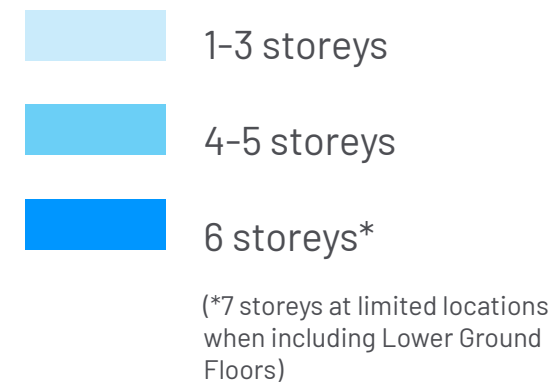 1-3 storeys
4-5 storeys
6 storeys*
(*7 storeys at limited locations
when including Lower Ground
Floors)